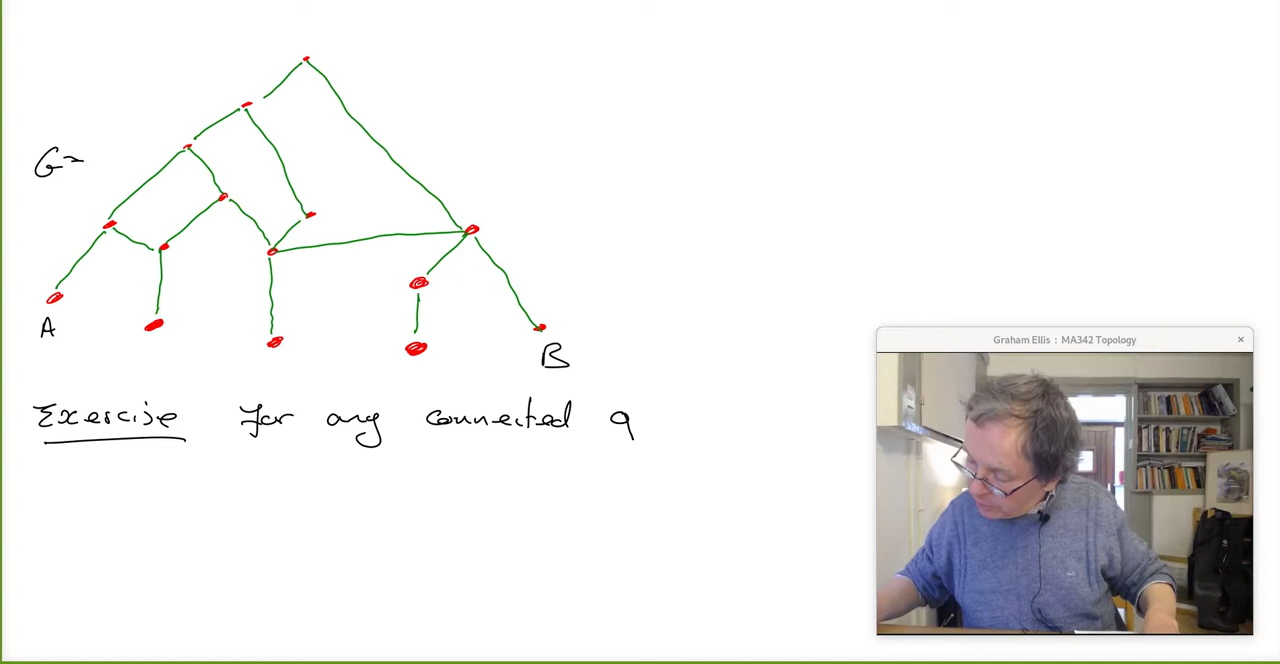 G=
A
B
Exercise for any connected g
Graham Ellis : MA342 Topology